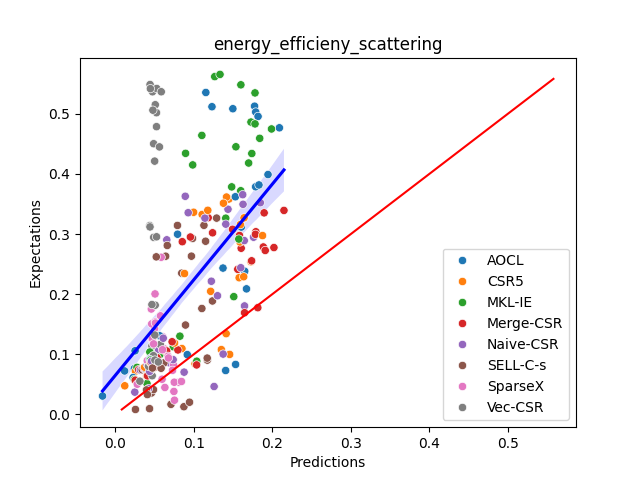 energy_efficieny_scattering
Expectations
0.5
0.4
0.3
0.2
0.1
0.0
AOCL
CSR5
MKL-IE
Merge-CSR
Naive-CSR
SELL-C-s
SparseX
Vec-CSR
0.0 0.1 0.2 0.3 0.4 0.5
Predictions